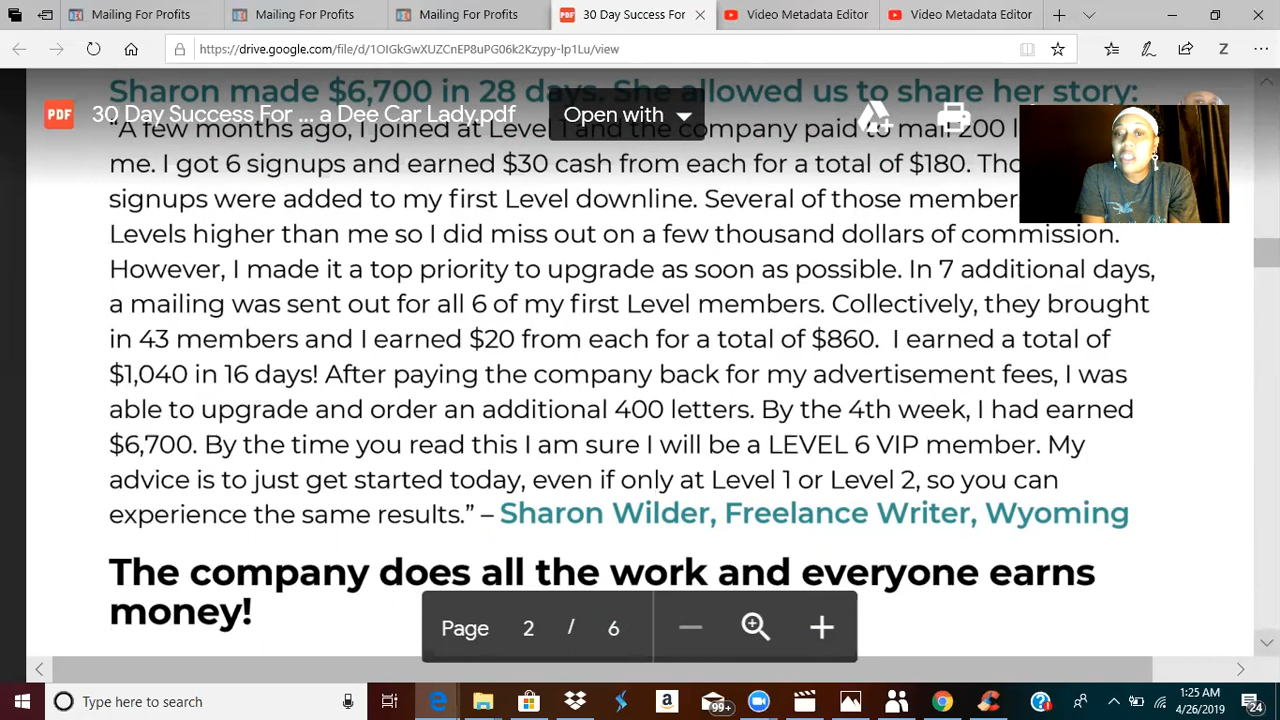 Mailing For Profits
Mailing For Profits
Mailing For Profits
PDF
30 Day Success For
Video Metadata Editor
Video Metadata Editor
https://drive.google.com/file/d/1OIGkGwXUZCnEP8uPG06k2Kzypy-lp1Lu/view
Z
Sharon made $6,700 in 28 days. She allowed us to share her story:
PDF
30 Day Success For ... a Dee Car Lady.pdf
Open with
“A few months ago, I joined at Level 1 and the company paid to mail 200
me. I got 6 signups and earned $30 cash from each for a total of $180.
signups were added to my first Level downline. Several of those
Levels higher than me so I did miss out on a few thousand dollars of commission.
However, I made it a top priority to upgrade as soon as possible. In 7 additional days,
a mailing was sent out for all 6 of my first Level members. Collectively, they brought
in 43 members and I earned $20 from each for a total of $860. I earned a total of
$1,040 in 16 days! After paying the company back for my advertisement fees, I was
able to upgrade and order an additional 400 letters. By the 4th week, I had earned
$6,700. By the time you read this I am sure I will be a LEVEL 6 VIP member. My
advice is to just get started today, even if only at Level 1 or Level 2, so you can
experience the same results.” – Sharon Wilder, Freelance Writer, Wyoming
The company does all the work and everyone earns
money!
Page 2 / 6
Type here to search
99+
1:25 AM
4/26/2019
24